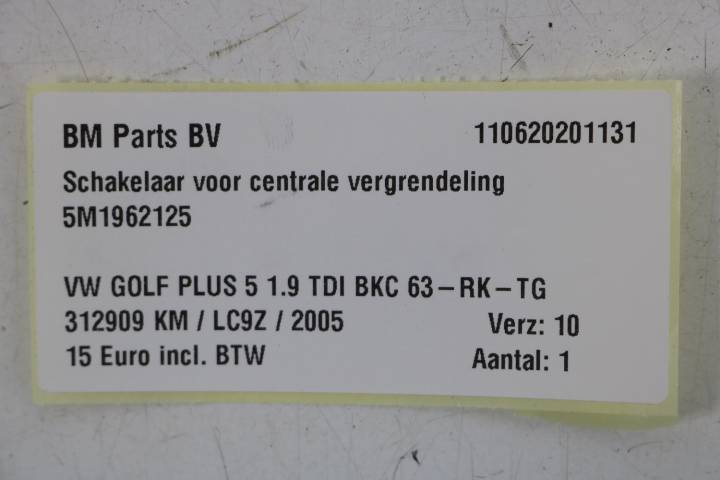 BM Parts BV 110620201131
Schakelaar voor centrale vergrendeling
5M1962125
VW GOLF PLUS 5 1.9 TDI BKC 63-RK-TG
312909 KM / LC9Z / 2005 Verz: 10
15 Euro incl. BTW Aantal: 1